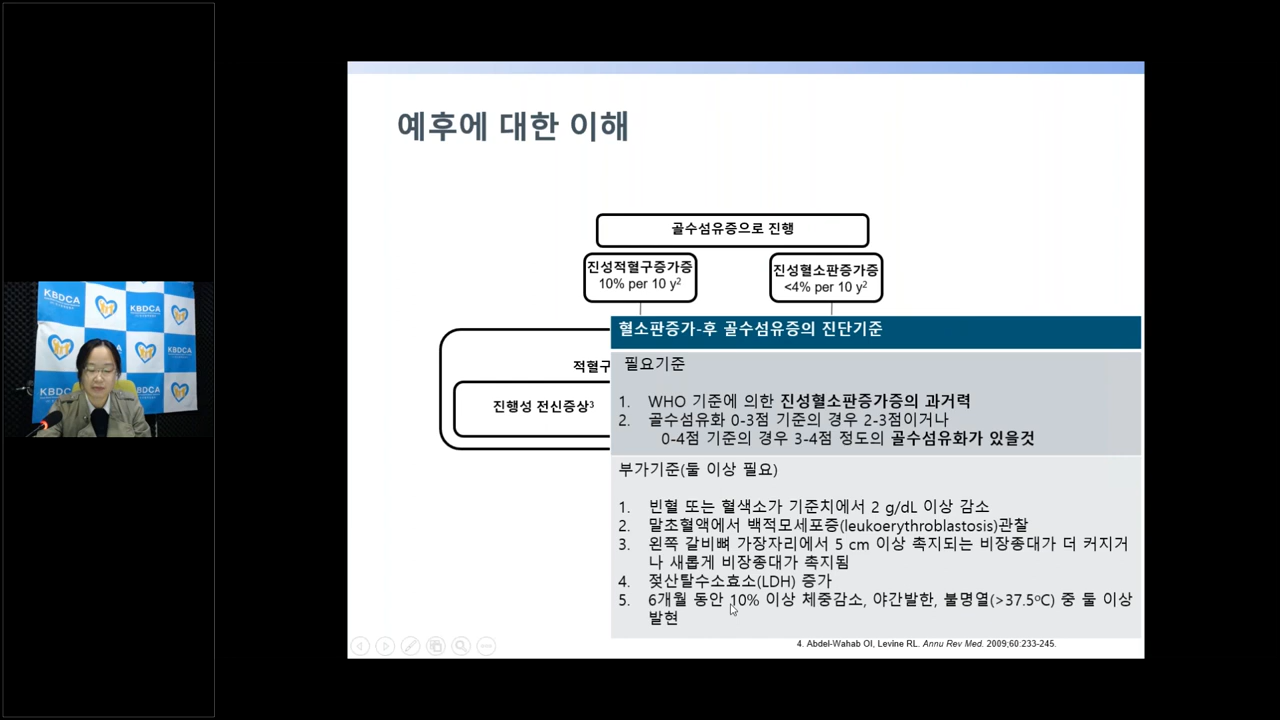 예후에 대한 이해
골수섬유증으로 진행
진성적혈구증가증
10% per 10 y2
진성혈소판증가증
<4% per 10 y2
적혈구
진행성 전신증상3
혈소판증가-후 골수섬유증의 진단기준
필요기준
1. WHO 기준에 의한 진성혈소판증가증의 과거력
2. 골수섬유화 0-3점 기준의 경우 2-3점이거나
0-4점 기준의 경우 3-4점 정도의 골수섬유화가 있을것
부가기준(둘 이상 필요)
1. 빈혈 또는 혈색소가 기준치에서 2 g/dL 이상 감소
2. 말초혈액에서 백적모세포증(leukoerythroblastosis)관찰
3. 왼쪽 갈비뼈 가장자리에서 5 cm 이상 촉지되는 비장종대가 더 커지거
나 새롭게 비장종대가 촉지됨
4. 젖산탈수소효소(LDH) 증가
5. 6개월 동안 10% 이상 체중감소, 야간발한, 불명열(>37.5ºC) 중 둘 이상
발현
4. Abdel-Wahab OI, Levine RL. Annu Rev Med. 2009;60:233-245.
KBDCA
KBDCA
KBDCA
KBDCA